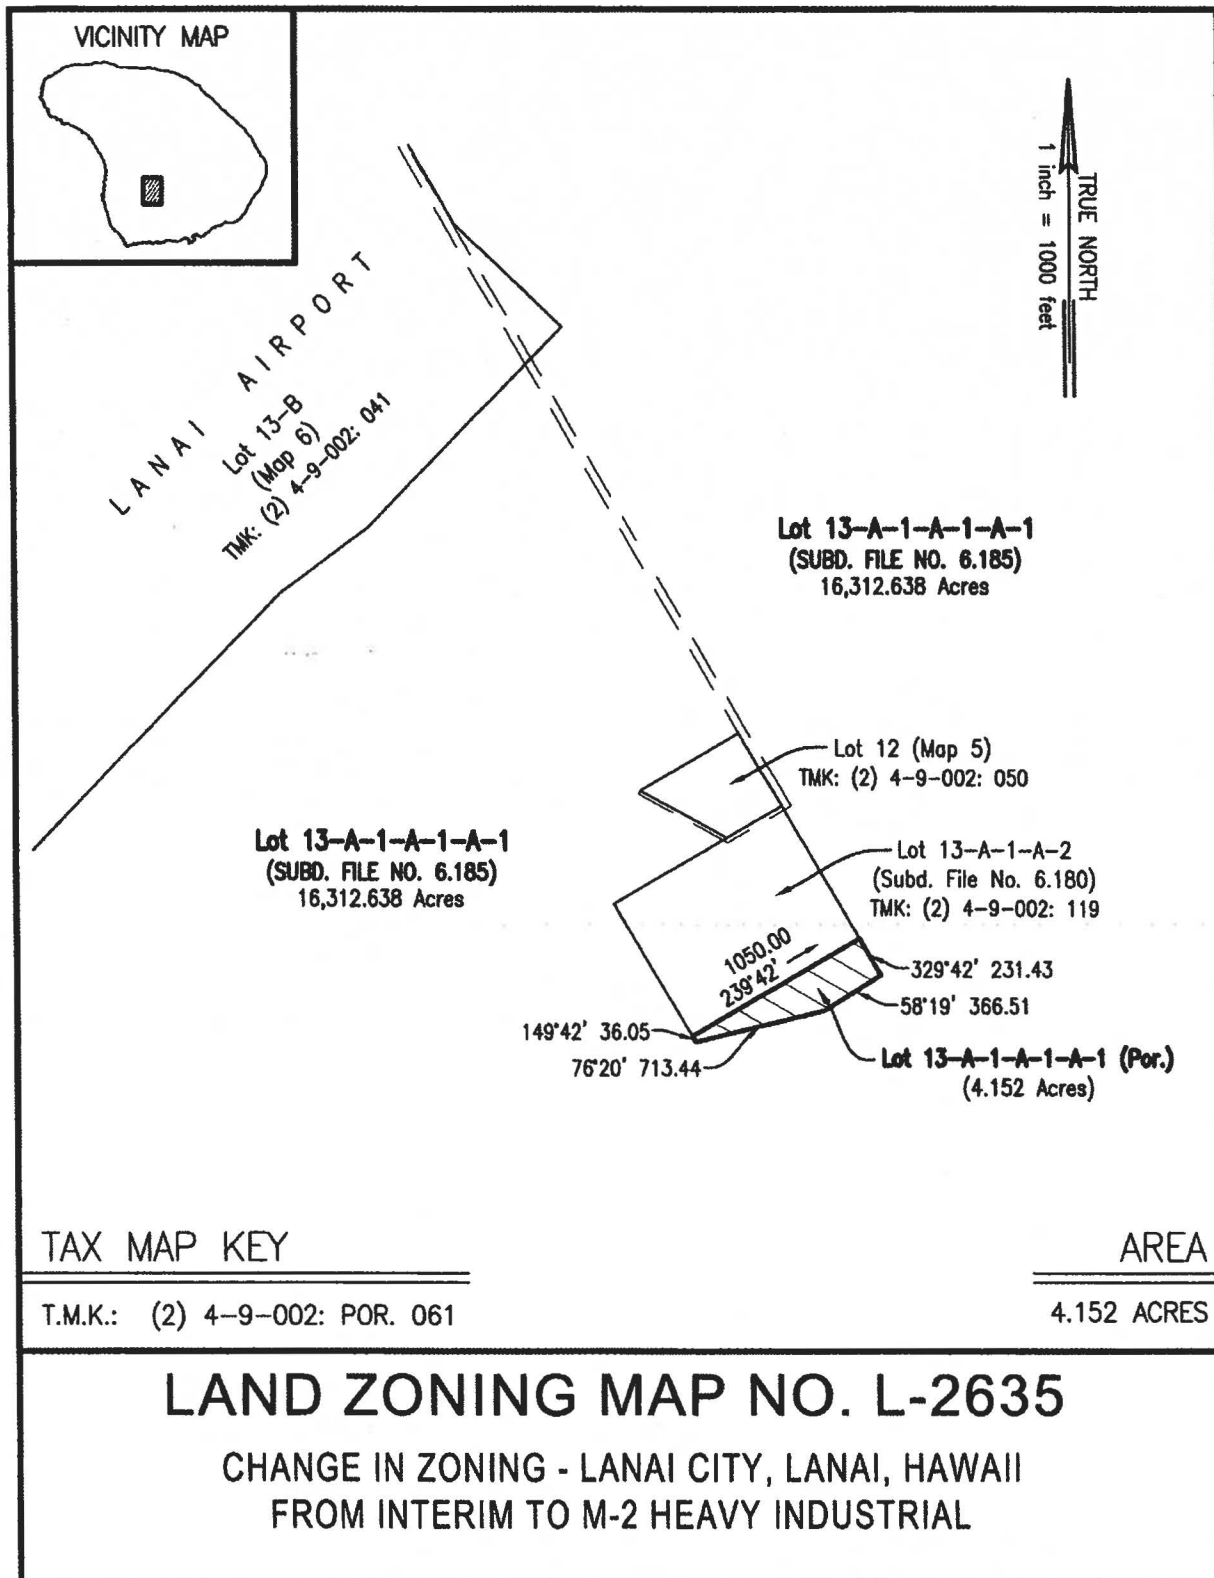 VICINITY MAP
TRUE NORTH
1 inch = 1000 feet
LANAI AIRPORT
Lot 13-B
(Map 6)
TMK: (2) 4-9-002: 041
Lot 13-A-1-A-1-A-1
(SUBD. FILE NO. 6.185)
16,312.638 Acres
Lot 12 (Map 5)
TMK: (2) 4-9-002: 050
Lot 13-A-1-A-1-A-1
(SUBD. FILE NO. 6.185)
16,312.638 Acres
Lot 13-A-1-A-2
(Subd. File No. 6.180)
TMK: (2) 4-9-002: 119
1050.00
239°42'
329°42' 231.43
58°19' 366.51
149°42' 36.05
76°20' 713.44
Lot 13-A-1-A-1-A-1 (Por.)
(4.152 Acres)
TAX MAP KEY
AREA
T.M.K.: (2) 4-9-002: POR. 061
4.152 ACRES
LAND ZONING MAP NO. L-2635
CHANGE IN ZONING - LANAI CITY, LANAI, HAWAII
FROM INTERIM TO M-2 HEAVY INDUSTRIAL